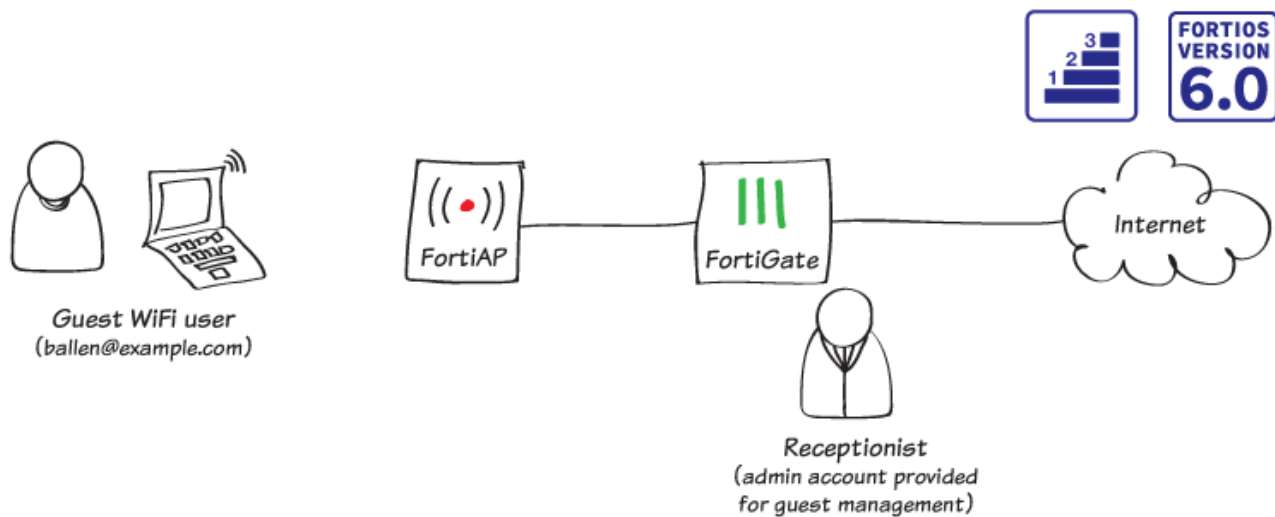 3
2
1
FORTIOS
VERSION
6.0
FortiAP
FortiGate
Internet
Guest WiFi user
(ballen@example.com)
Receptionist
(admin account provided
for guest management)